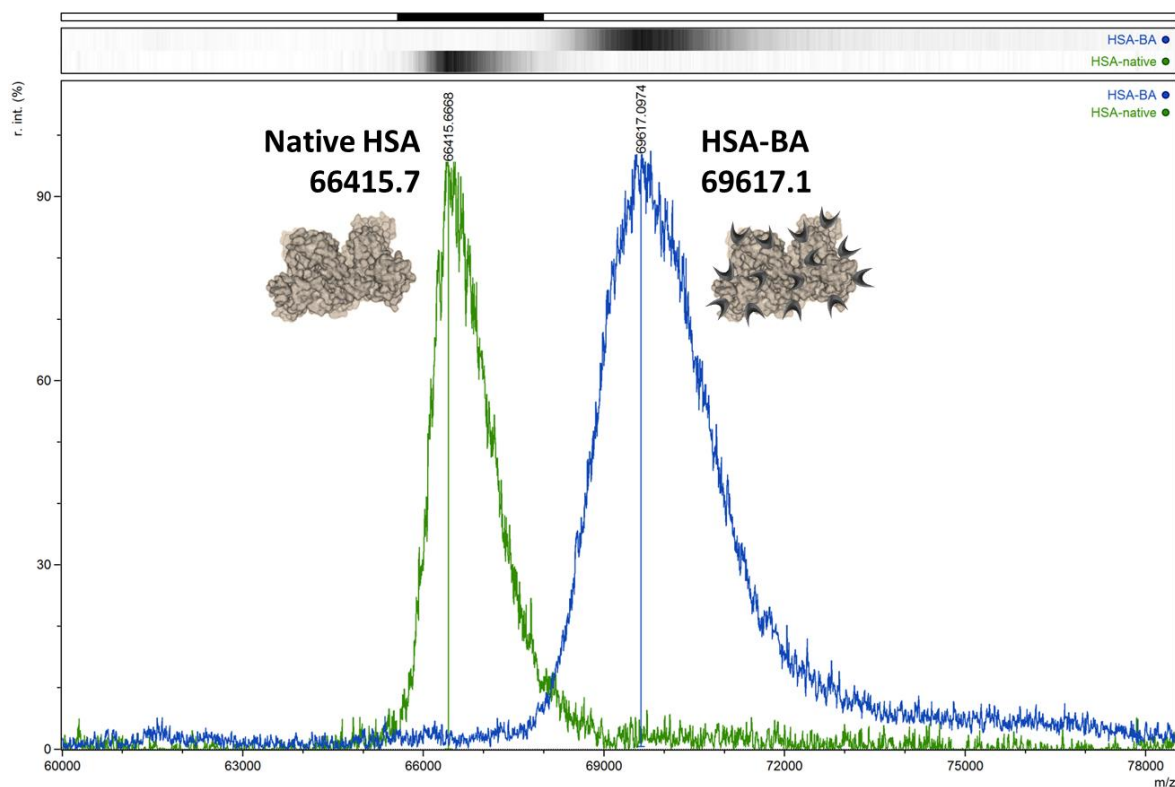 HSA-BA
HSA-native
r. int. (%)
HSA-BA
HSA-native
66415.6668
69617.0974
Native HSA
66415.7
HSA-BA
69617.1
90
60
30
0
60000 63000 66000 69000 72000 75000 78000
m/z